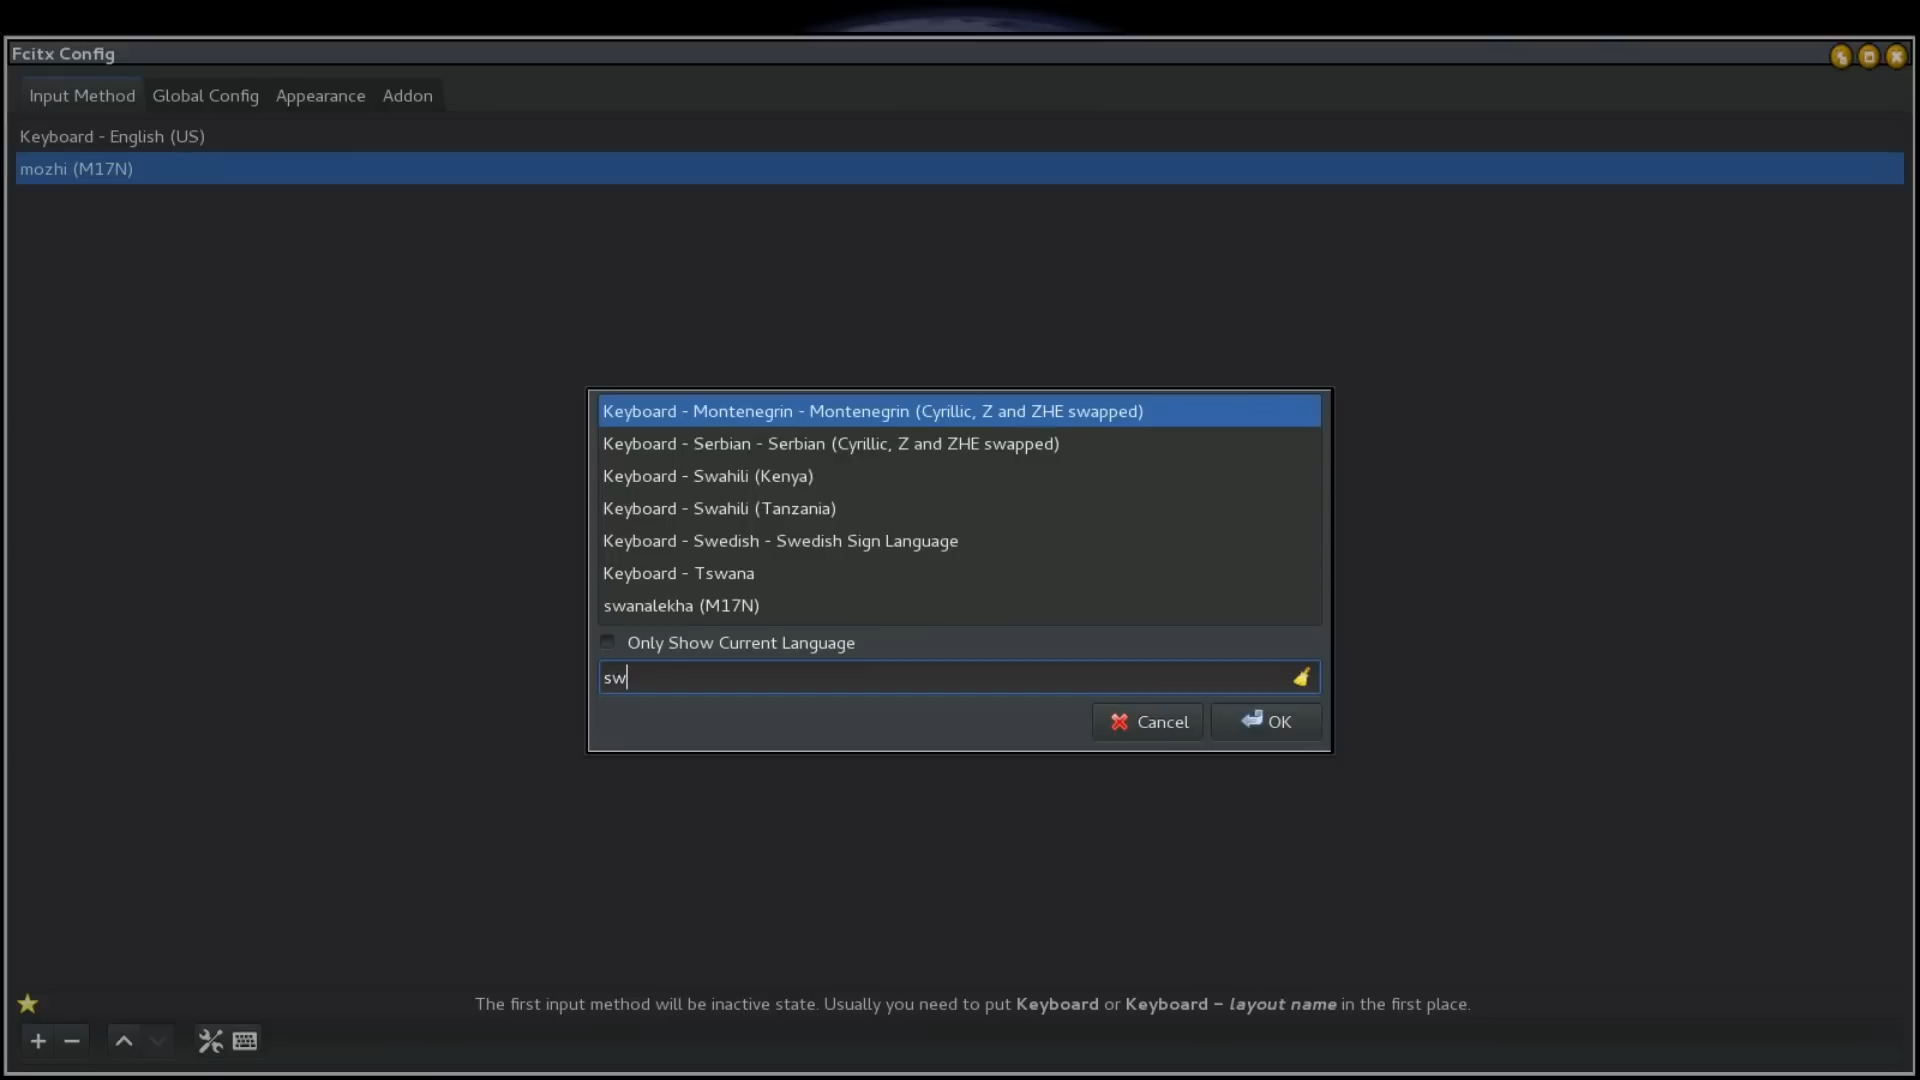 Fcitx Config
Input Method Global Config Appearance Addon
Keyboard - English (US)
mozhi (M17N)
Keyboard - Montenegrin - Montenegrin (Cyrillic, Z and ZHE swapped)
Keyboard - Serbian - Serbian (Cyrillic, Z and ZHE swapped)
Keyboard - Swahili (Kenya)
Keyboard - Swahili (Tanzania)
Keyboard - Swedish - Swedish Sign Language
Keyboard - Tswana
swanalekha (M17N)
Only Show Current Language
sw
Cancel OK
The first input method will be inactive state. Usually you need to put Keyboard or Keyboard - layout name in the first place.